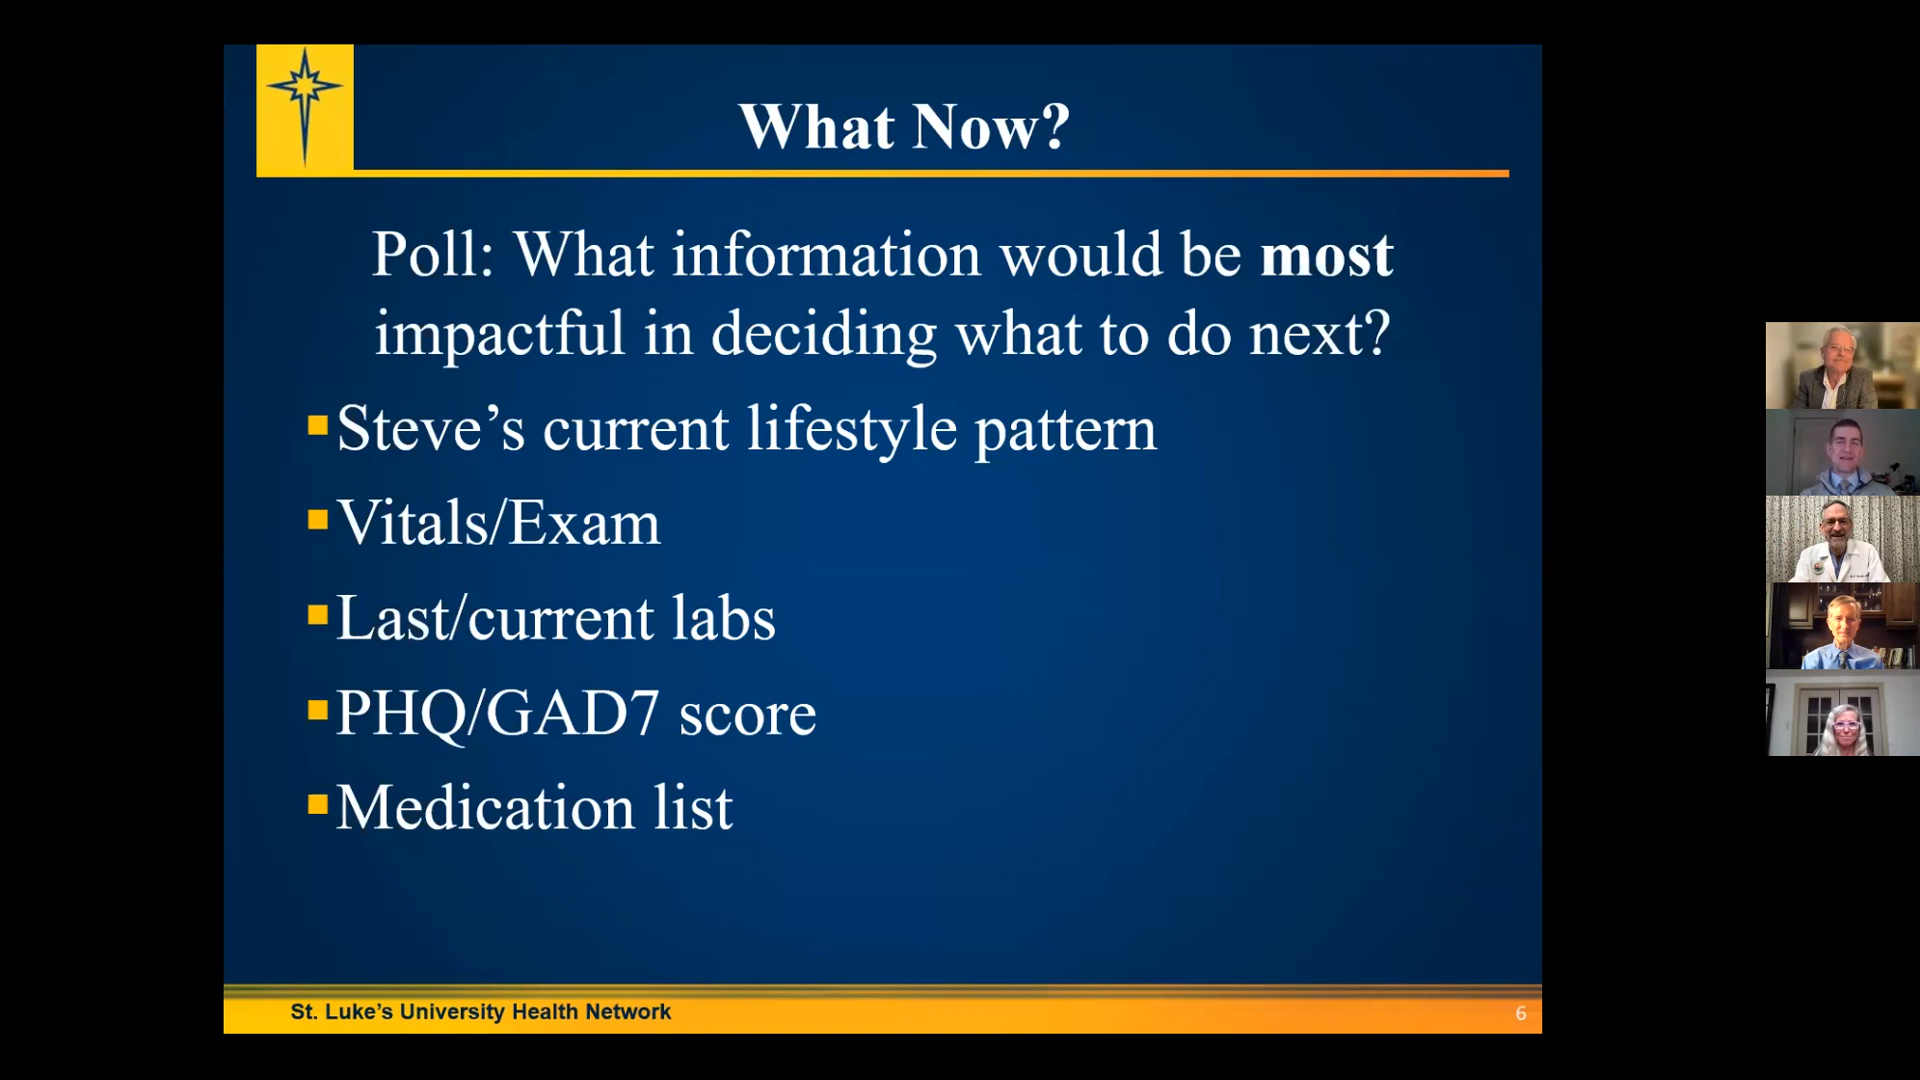 What Now?
Poll: What information would be most
impactful in deciding what to do next?
Steve’s current lifestyle pattern
Vitals/Exam
Last/current labs
PHQ/GAD7 score
Medication list
St. Luke’s University Health Network
6